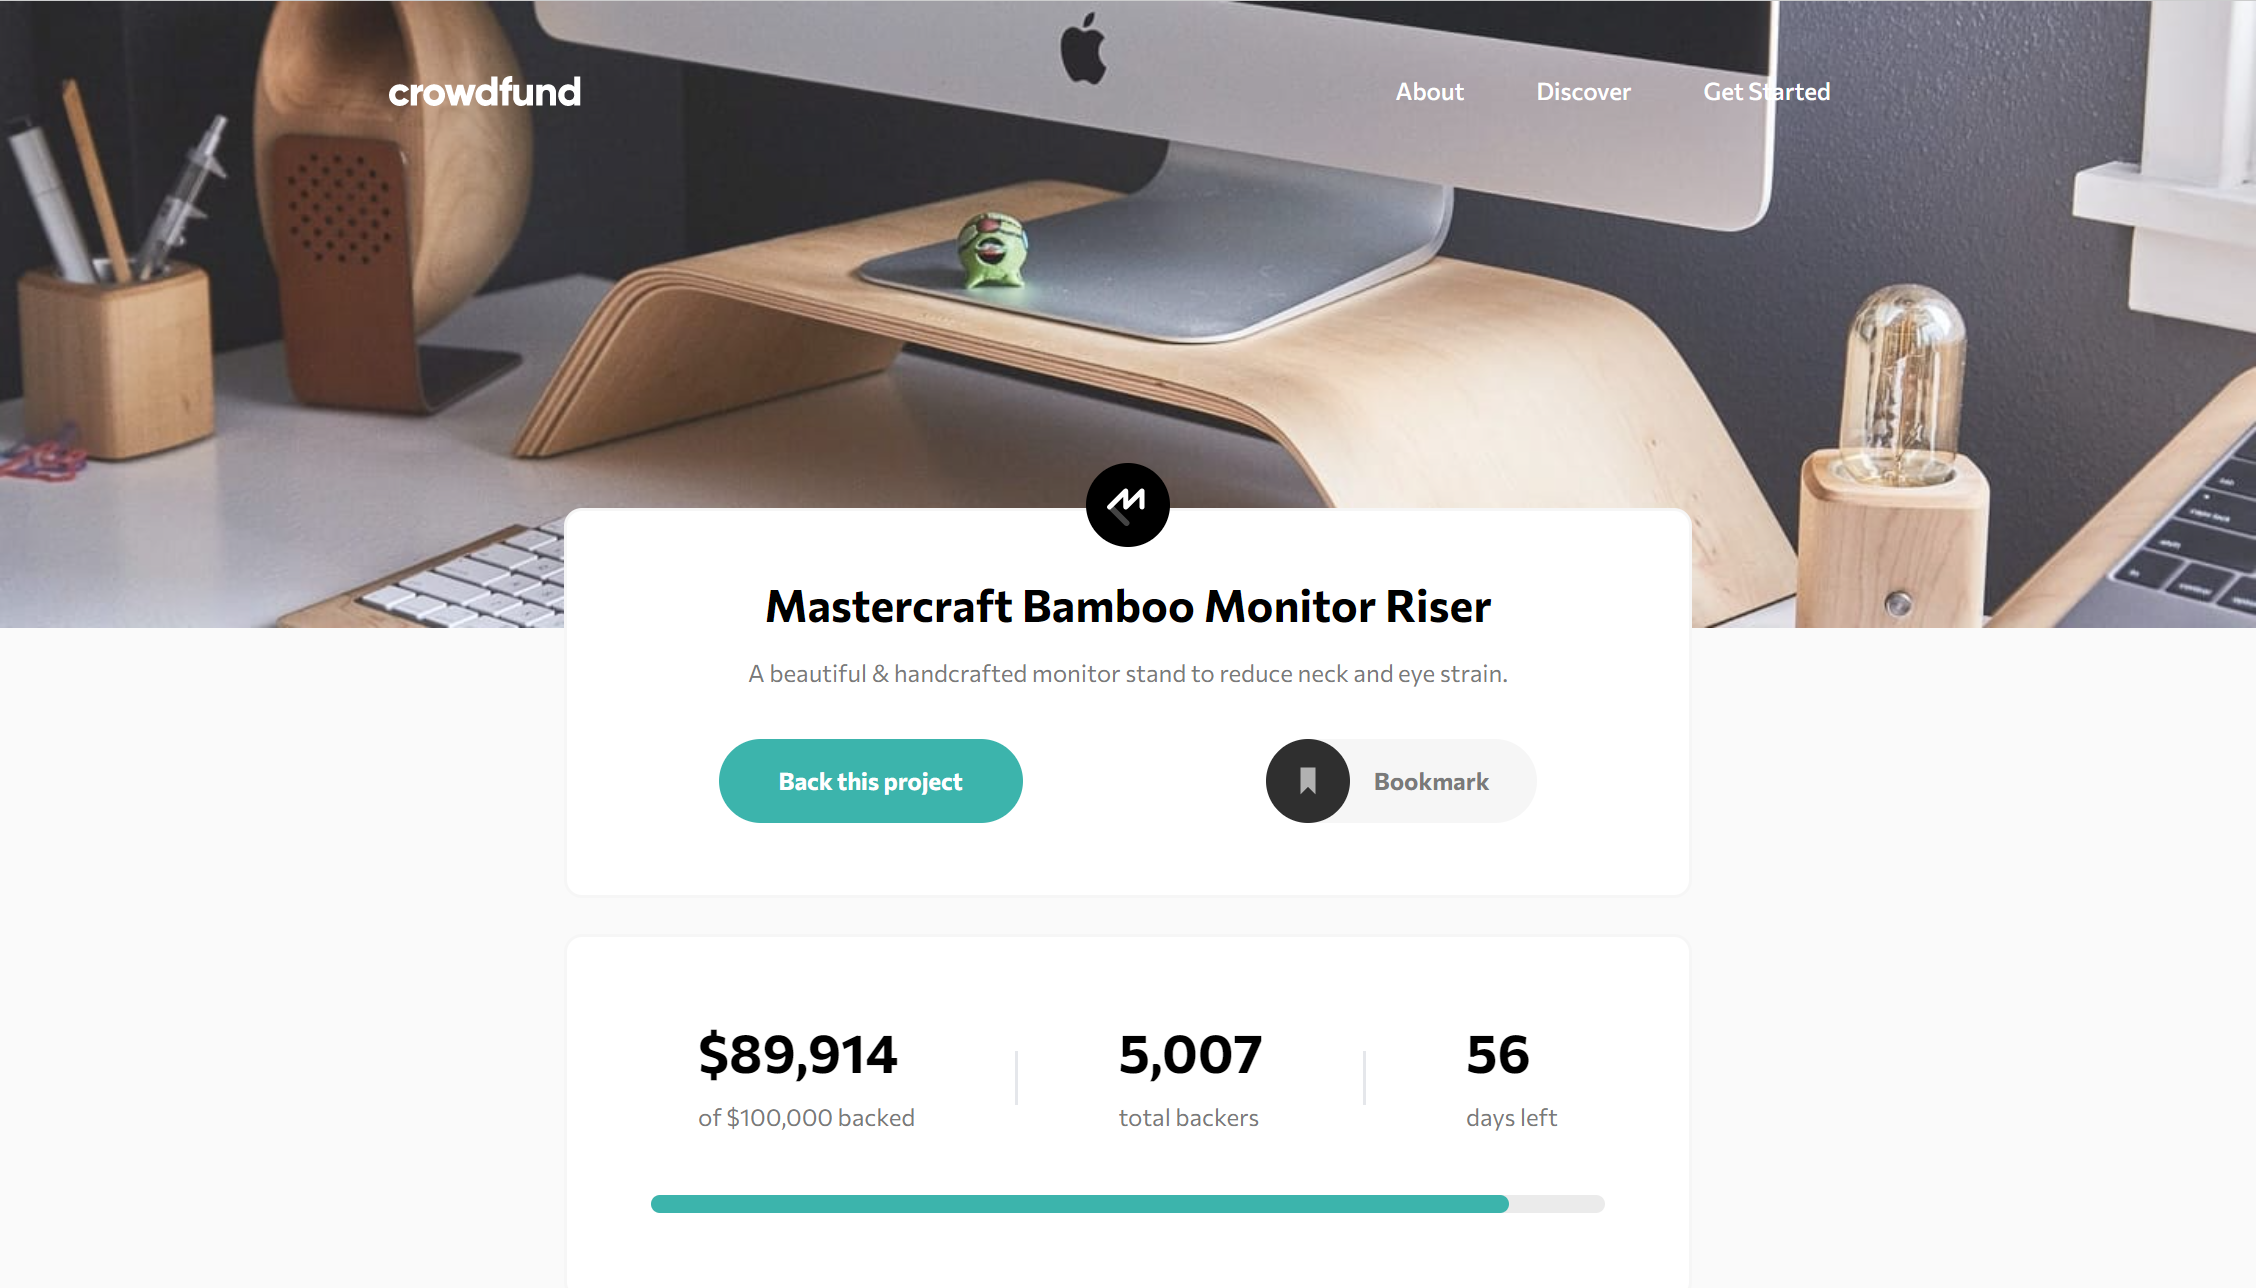 crowdfund
About
Discover
Get Started
Mastercraft Bamboo Monitor Riser
A beautiful & handcrafted monitor stand to reduce neck and eye strain.
Back this project
Bookmark
$89,914
of $100,000 backed
5,007
total backers
56
days left